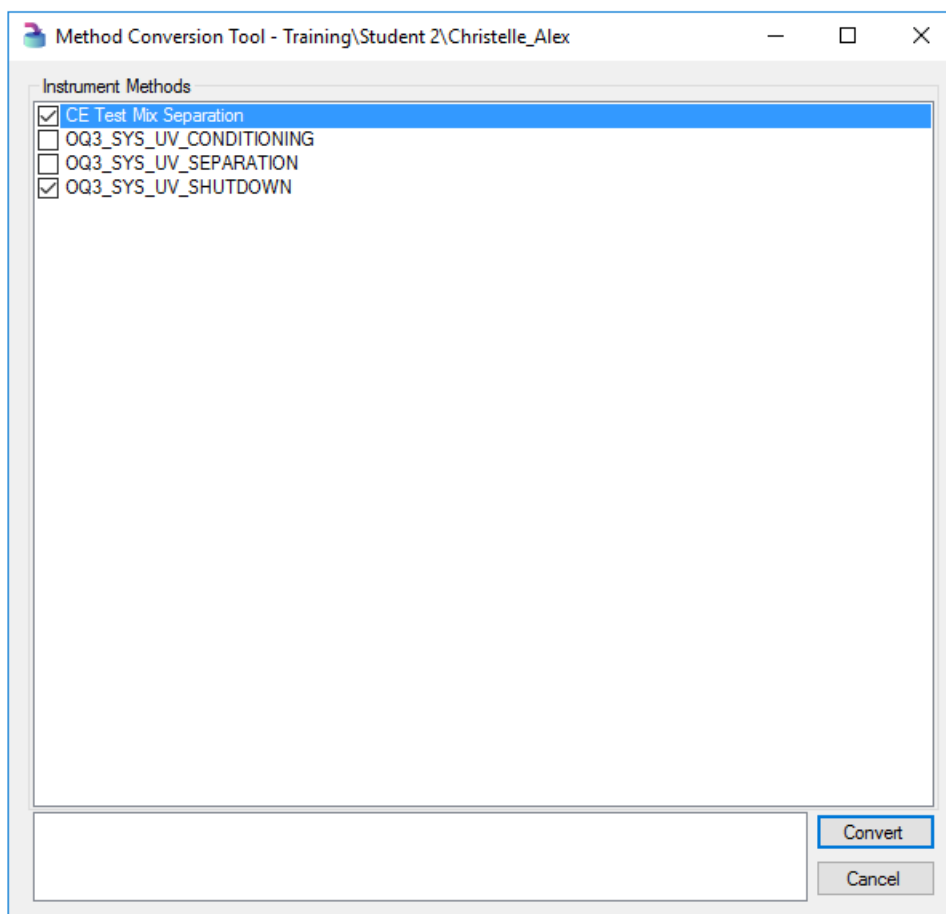 Method Conversion Tool - Training\Student 2\Christelle_Alex
Instrument Methods
CE Test Mix Separation
OQ3_SYS_UV_CONDITIONING
OQ3_SYS_UV_SEPARATION
OQ3_SYS_UV_SHUTDOWN
Convert
Cancel